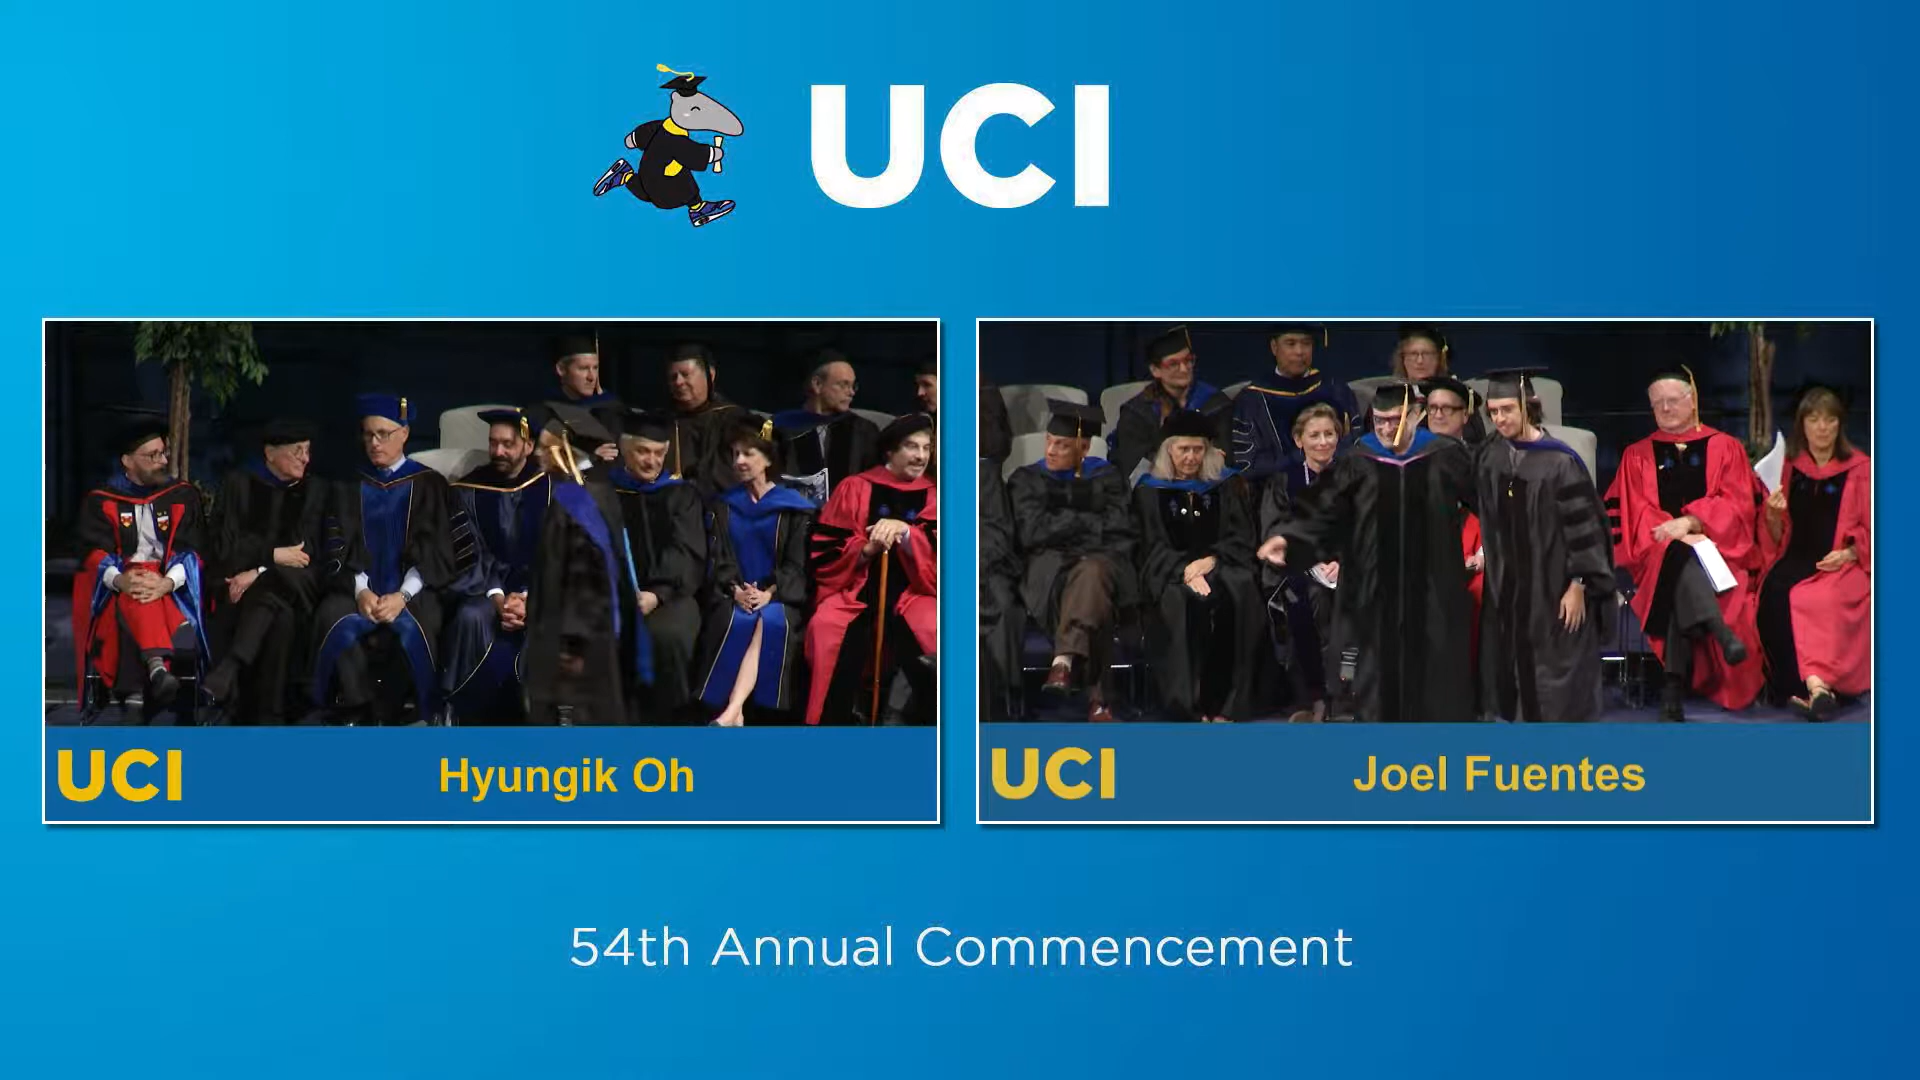 UCI
UCI
Hyungik Oh
UCI
Joel Fuentes
54th Annual Commencement